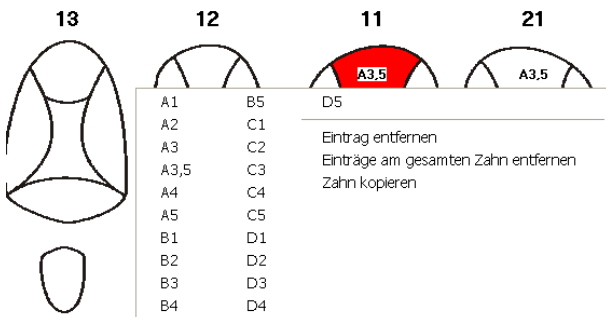 13 12 11 21
A3,5 A3,5
A1 B5 D5
A2 C1
A3 C2
A3,5 C3
A4 C4
A5 C5
B1 D1
B2 D2
B3 D3
B4 D4
Eintrag entfernen
Einträge am gesamten Zahn entfernen
Zahn kopieren